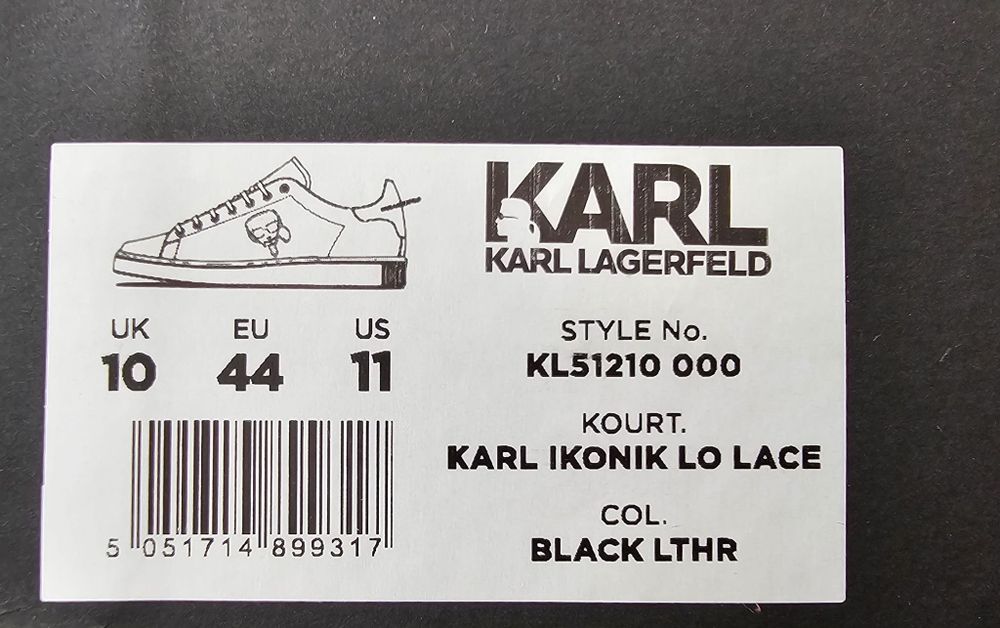 KARL
KARL LAGERFELD
UK EU US
10 44 11
STYLE No.
KL51210 000
KOURT.
KARL IKONIK LO LACE
COL.
BLACK LTHR
5 051714 899317